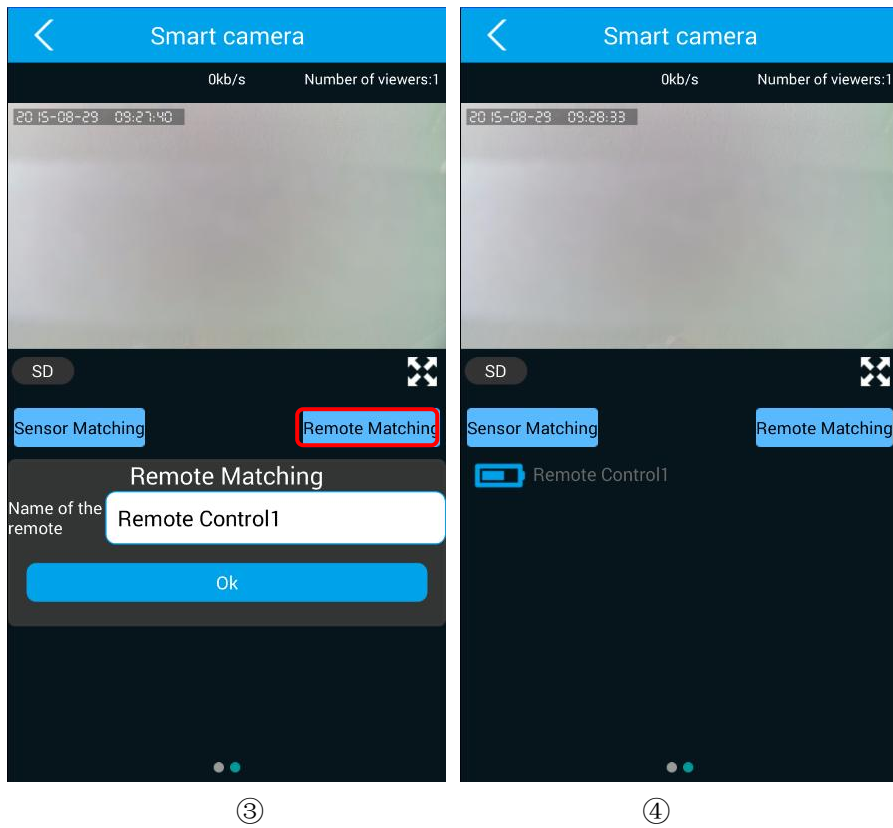 Smart camera
0kb/s Number of viewers:1
2015-08-29 09:27:40
SD
Sensor Matching Remote Matching
Remote Matching
Name of the
remote
Remote Control1
Ok
③
Smart camera
0kb/s Number of viewers:1
2015-08-29 09:28:33
SD
Sensor Matching Remote Matching
Remote Control1
④